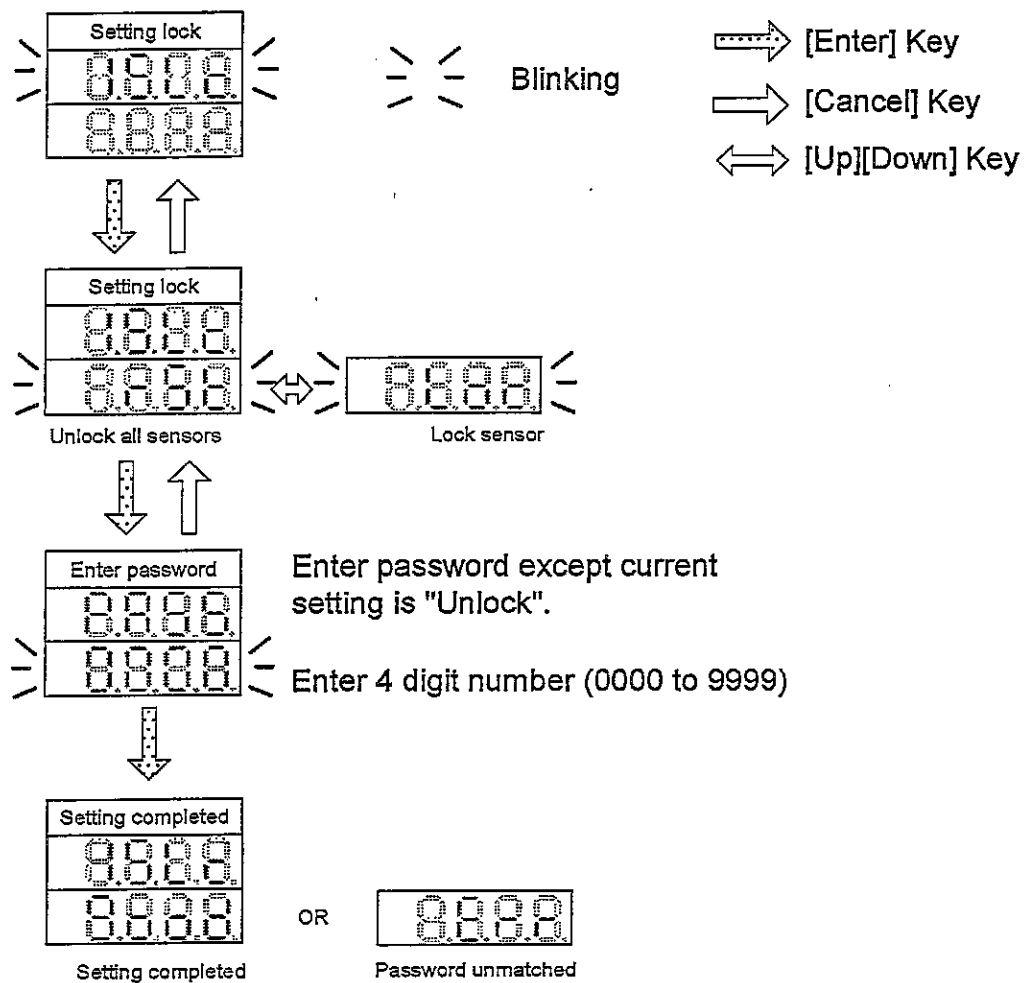 Setting lock
Blinking
[Enter] Key
[Cancel] Key
[Up][Down] Key
Setting lock
Unlock all sensors
Lock sensor
Enter password
Enter password except current
setting is "Unlock".
Enter 4 digit number (0000 to 9999)
Setting completed
OR
Setting completed
Password unmatched